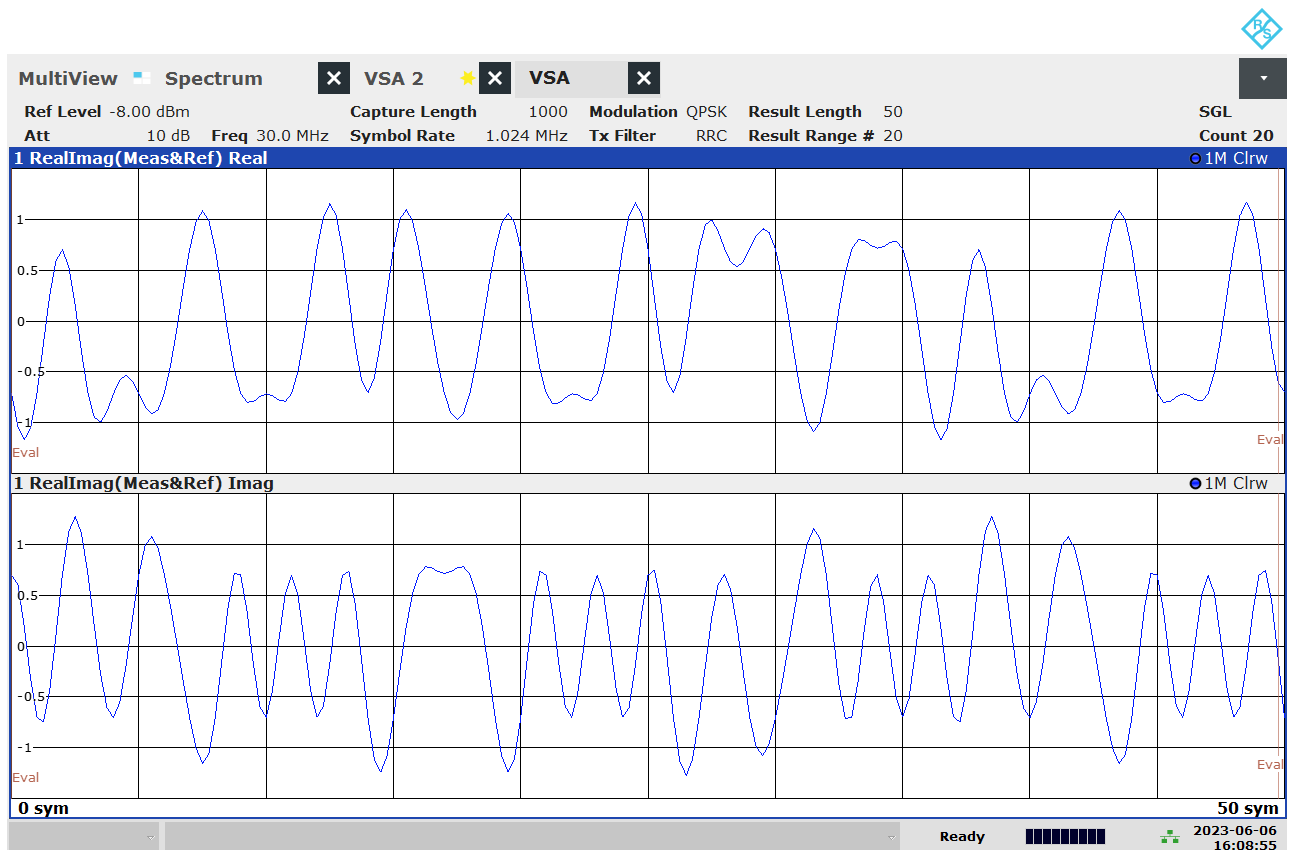 R S
MultiView Spectrum VSA 2 VSA
Ref Level -8.00 dBm Capture Length 1000 Modulation QPSK Result Length 50 SGL
Att 10 dB Freq 30.0 MHz Symbol Rate 1.024 MHz Tx Filter RRC Result Range # 20 Count 20
1 RealImag(Meas&Ref) Real 1M Clrw
1
0.5
0
-0.5
-1
Eval Eval
1 RealImag(Meas&Ref) Imag 1M Clrw
1
0.5
0
-0.5
-1
Eval Eval
0 sym 50 sym
Ready 2023-06-06
16:08:55